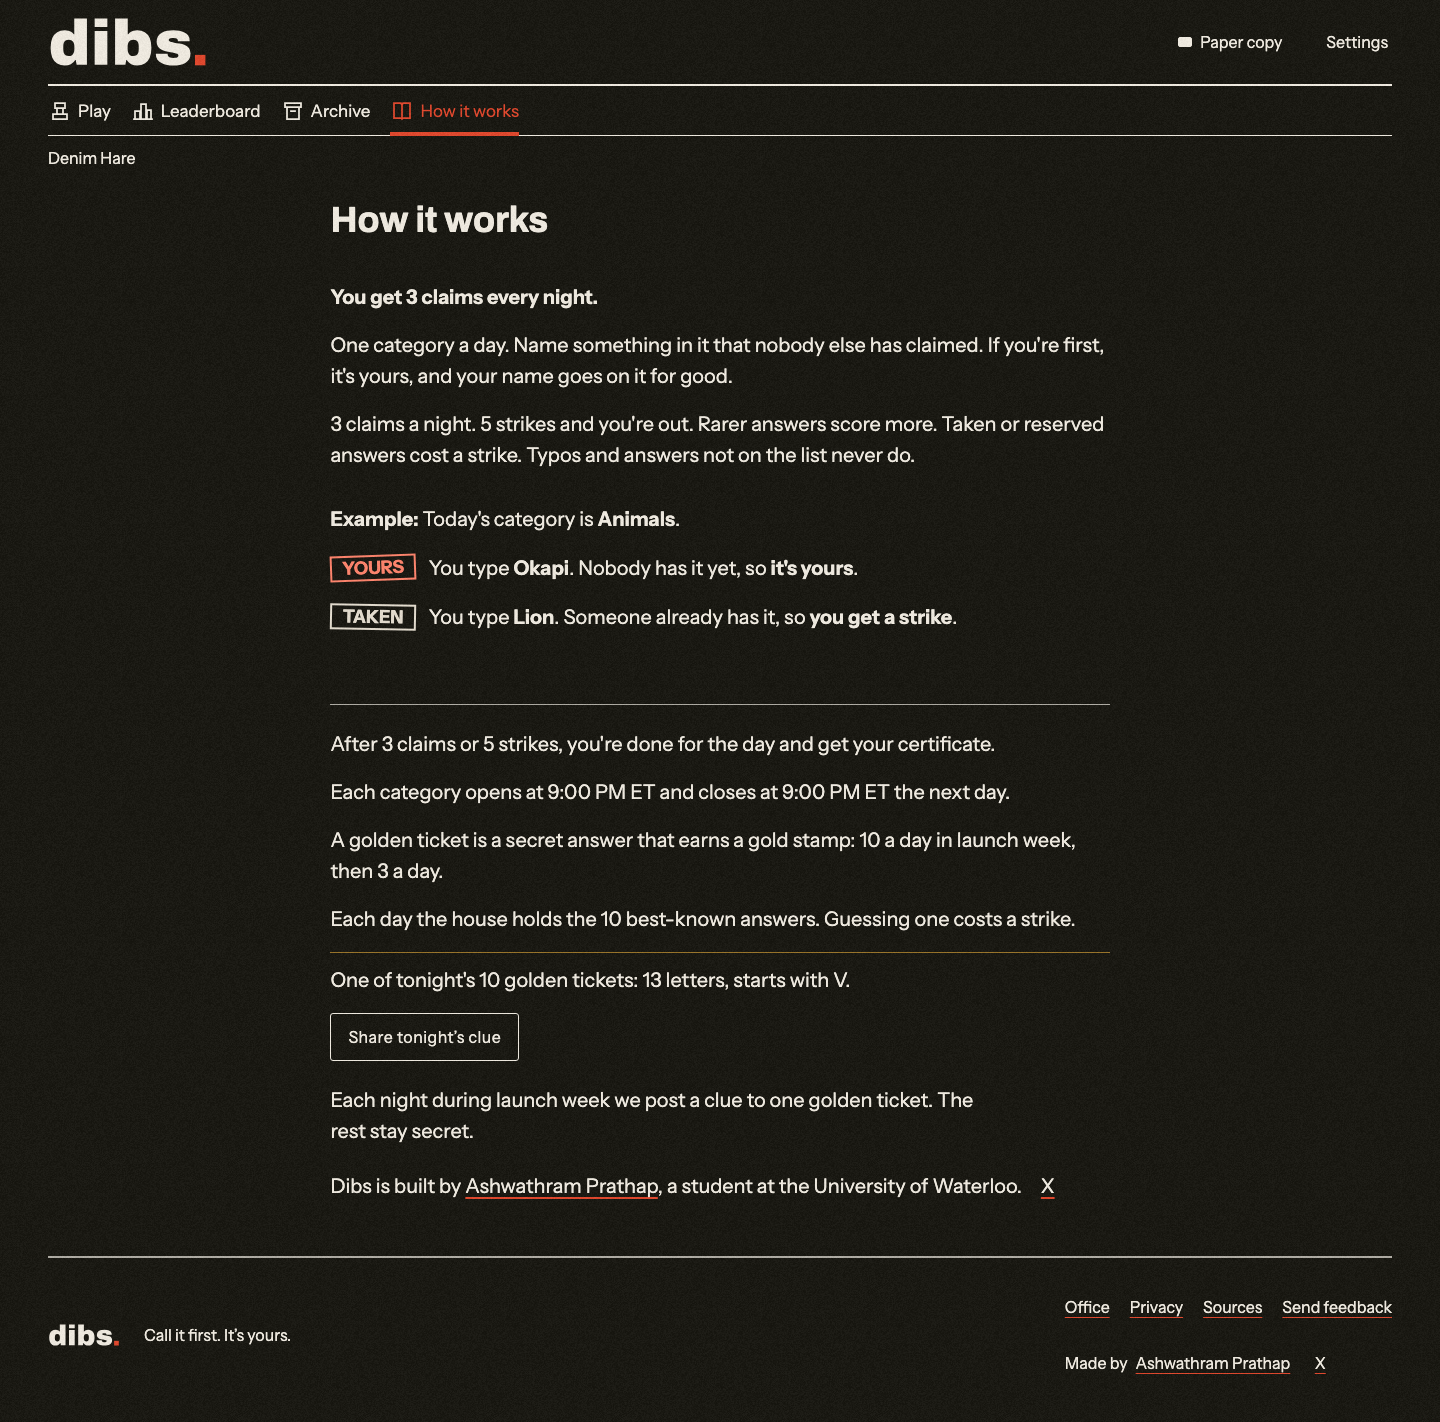 dibs.
Paper copy Settings
Play Leaderboard Archive How it works
Denim Hare
How it works
You get 3 claims every night.
One category a day. Name something in it that nobody else has claimed. If you're first,
it's yours, and your name goes on it for good.
3 claims a night. 5 strikes and you're out. Rarer answers score more. Taken or reserved
answers cost a strike. Typos and answers not on the list never do.
Example: Today's category is Animals.
YOURS You type Okapi. Nobody has it yet, so it's yours.
TAKEN You type Lion. Someone already has it, so you get a strike.
After 3 claims or 5 strikes, you're done for the day and get your certificate.
Each category opens at 9:00 PM ET and closes at 9:00 PM ET the next day.
A golden ticket is a secret answer that earns a gold stamp: 10 a day in launch week,
then 3 a day.
Each day the house holds the 10 best-known answers. Guessing one costs a strike.
One of tonight's 10 golden tickets: 13 letters, starts with V.
Share tonight's clue
Each night during launch week we post a clue to one golden ticket. The
rest stay secret.
Dibs is built by Ashwathram Prathap, a student at the University of Waterloo. X
Office Privacy Sources Send feedback
dibs. Call it first. It's yours.
Made by Ashwathram Prathap X